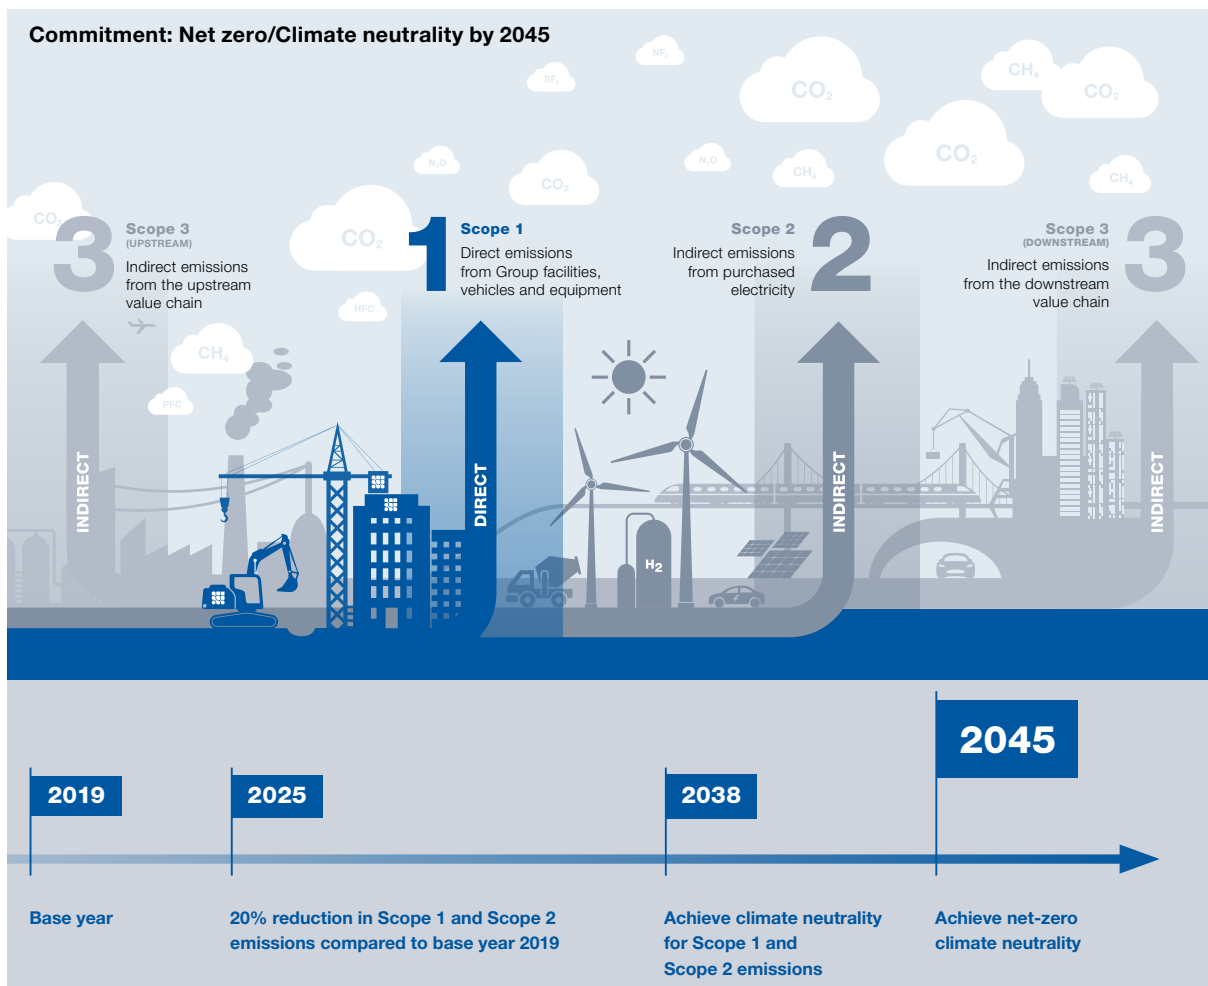 Commitment: Net zero/Climate neutrality by 2045
NF₃
SF₆
CO₂
CH₄
CO₂
N₂O
CO₂
N₂O
CH₄
CO₂
CH₄
CO₂
3
Scope 3
(UPSTREAM)
Indirect emissions
from the upstream
value chain
CO₂
1
Scope 1
Direct emissions
from Group facilities,
vehicles and equipment
Scope 2
Indirect emissions
from purchased
electricity
2
Scope 3
(DOWNSTREAM)
Indirect emissions
from the downstream
value chain
3
HFC
CH₄
PFC
INDIRECT
DIRECT
INDIRECT
INDIRECT
H₂
2019
2025
2038
2045
Base year
20% reduction in Scope 1 and Scope 2
emissions compared to base year 2019
Achieve climate neutrality
for Scope 1 and
Scope 2 emissions
Achieve net-zero
climate neutrality